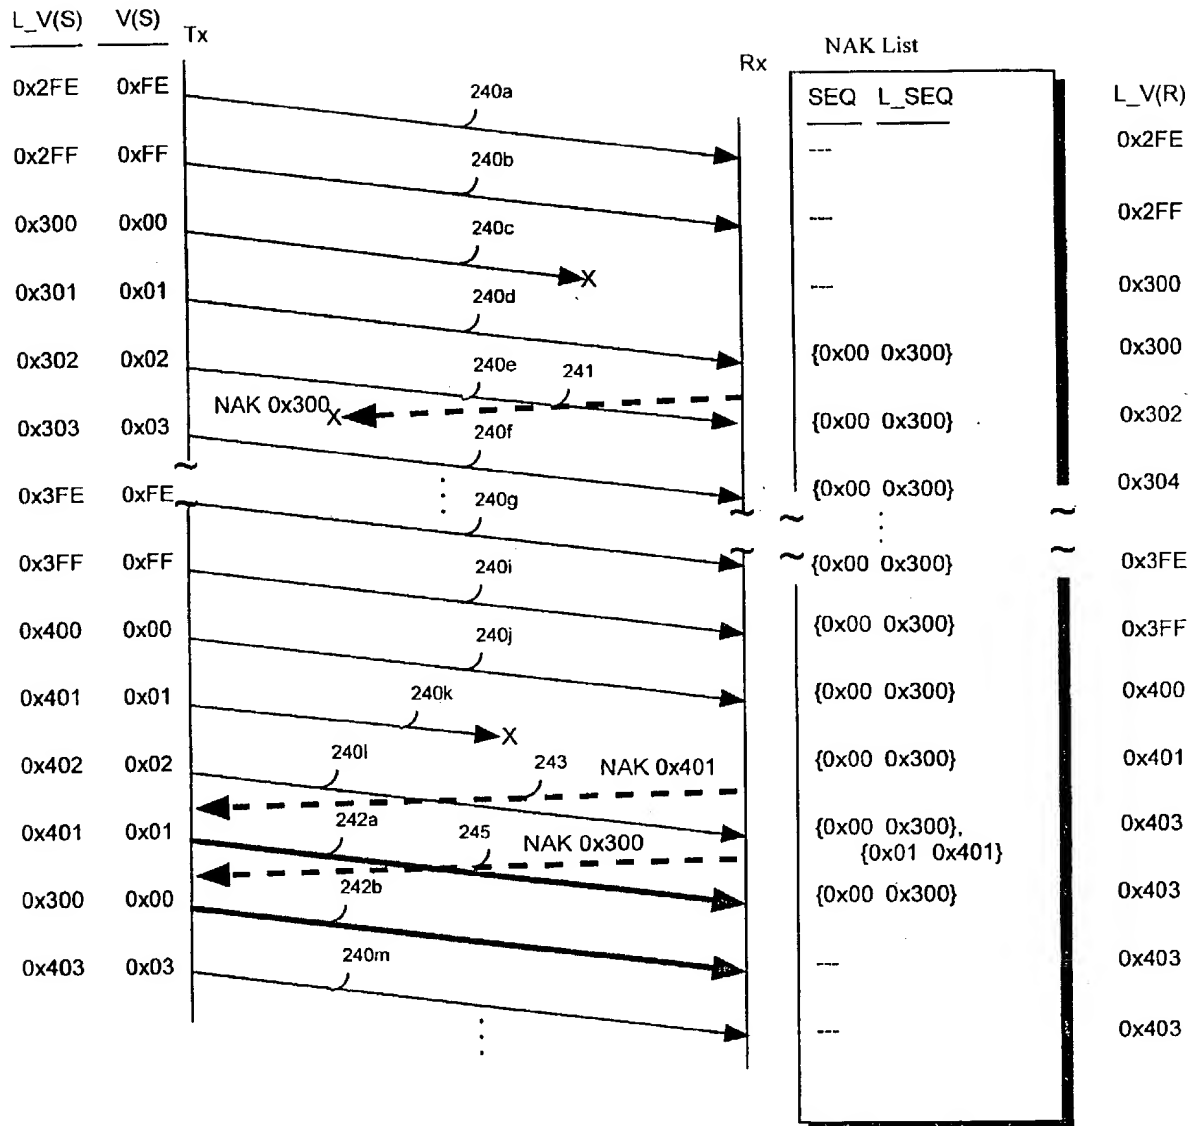 L_V(S) V(S) Tx
NAK List
Rx
SEQ L_SEQ
L_V(R)
0x2FE 0xFE
240a
---
0x2FE
0x2FF 0xFF
240b
---
0x2FF
0x300 0x00
240c
X
---
0x300
0x301 0x01
240d
{0x00 0x300}
0x300
0x302 0x02
240e
241
NAK 0x300
X
{0x00 0x300}
0x302
0x303 0x03
240f
{0x00 0x300}
0x304
0x3FE 0xFE
240g
{0x00 0x300}
0x3FE
0x3FF 0xFF
240i
{0x00 0x300}
0x3FF
0x400 0x00
240j
{0x00 0x300}
0x400
0x401 0x01
240k
X
{0x00 0x300}
0x401
0x402 0x02
240l
243
NAK 0x401
{0x00 0x300},
{0x01 0x401}
0x403
0x401 0x01
242a
245
NAK 0x300
{0x00 0x300}
0x403
0x300 0x00
242b
---
0x403
0x403 0x03
240m
---
0x403